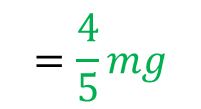 = 4/5 mg